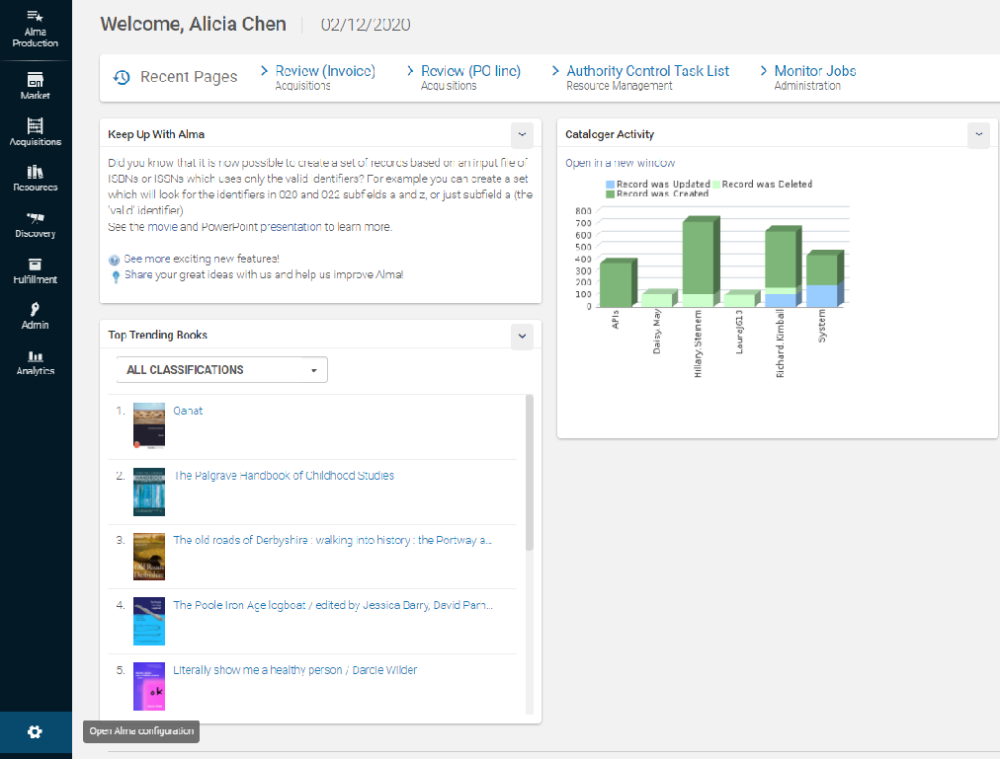 Alma
Production
Market
Acquisitions
Resources
Discovery
Fulfillment
Admin
Analytics
Welcome, Alicia Chen
02/12/2020
Recent Pages
Review (Invoice)
Acquisitions
Review (PO line)
Acquisitions
Authority Control Task List
Resource Management
Monitor Jobs
Administration
Keep Up With Alma
Did you know that it is now possible to create a set of records based on an input file of
ISBNs or ISSNs which uses only the valid identifiers? For example you can create a set
which will look for the identifiers in 020 and 022 subfields a and z, or just subfield a (the
'valid' identifier)
See the movie and PowerPoint presentation to learn more.
See more exciting new features!
Share your great ideas with us and help us improve Alma!
Top Trending Books
ALL CLASSIFICATIONS
1. Qanat
2. The Palgrave Handbook of Childhood Studies
3. The old roads of Derbyshire : walking into history : the Portway a...
4. The Poole Iron Age logboat / edited by Jessica Barry, David Parh...
5. Literally show me a healthy person / Darcie Wilder
ok
Cataloger Activity
Open in a new window
Record was Updated Record was Deleted
Record was Created
800
700
600
500
400
300
200
100
0
APIs
Daisy.May
Hillary.Stemem
LauraJG13
Richard.Kimball
System
Open Alma configuration